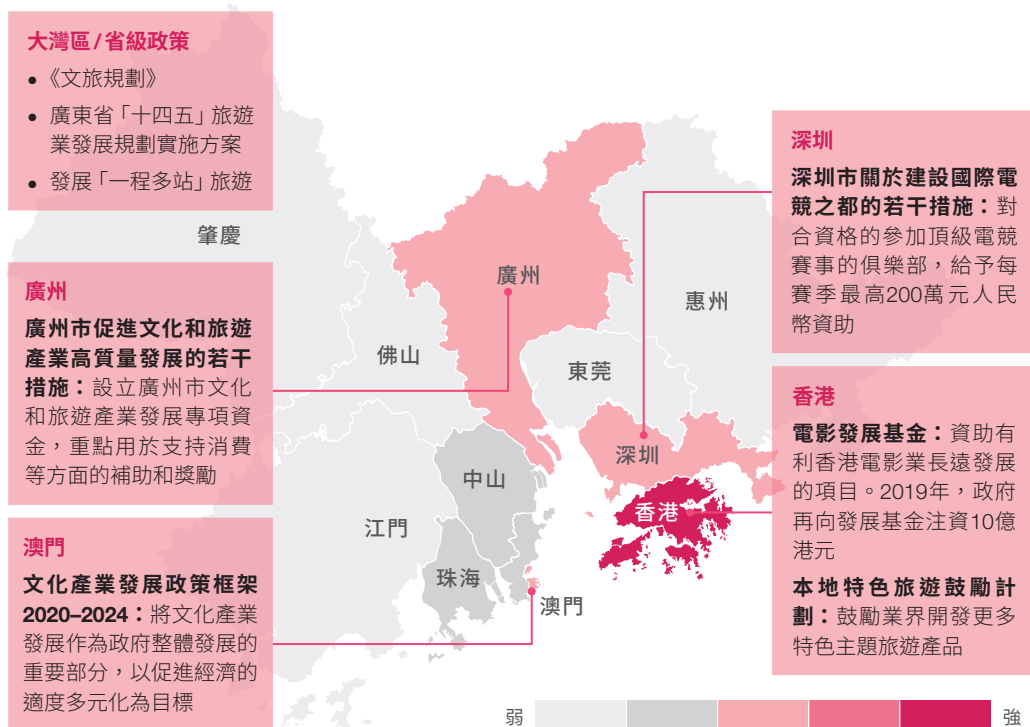 大灣區/省級政策
• 《文旅規劃》
• 廣東省「十四五」旅遊
業發展規劃實施方案
• 發展「一程多站」旅遊
肇慶
廣州
廣州市促進文化和旅遊
產業高質量發展的若干
措施：設立廣州市文化
和旅遊產業發展專項資
金，重點用於支持消費
等方面的補助和獎勵
澳門
文化產業發展政策框架
2020–2024：將文化產業
發展作為政府整體發展的
重要部分，以促進經濟的
適度多元化為目標
廣州
惠州
佛山
東莞
深圳
中山
香港
江門
珠海
澳門
深圳
深圳市關於建設國際電
競之都的若干措施：對
合資格的參加頂級電競
賽事的俱樂部，給予每
賽季最高200萬元人民
幣資助
香港
電影發展基金：資助有
利香港電影業長遠發展
的項目。2019年，政府
再向發展基金注資10億
港元
本地特色旅遊鼓勵計
劃：鼓勵業界開發更多
特色主題旅遊產品
弱
強